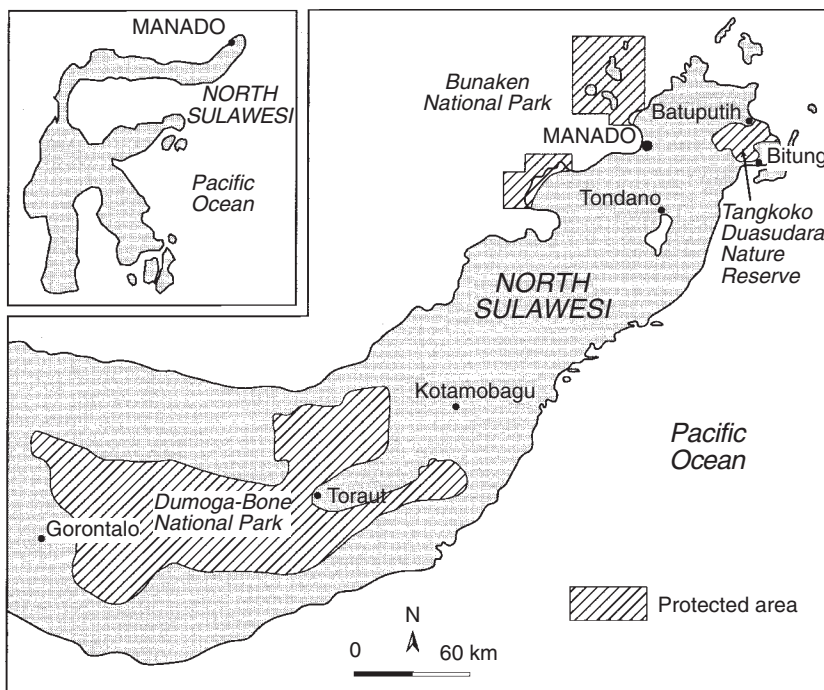 MANADO
NORTH
SULAWESI
Pacific
Ocean
Bunaken
National Park
Batuputih
MANADO
Bitung
Tondano
Tangkoko
Duasudara
Nature
Reserve
NORTH
SULAWESI
Kotamobagu
Pacific
Ocean
Dumoga-Bone
National Park
Toraut
Gorontalo
Protected area
N
0 60 km